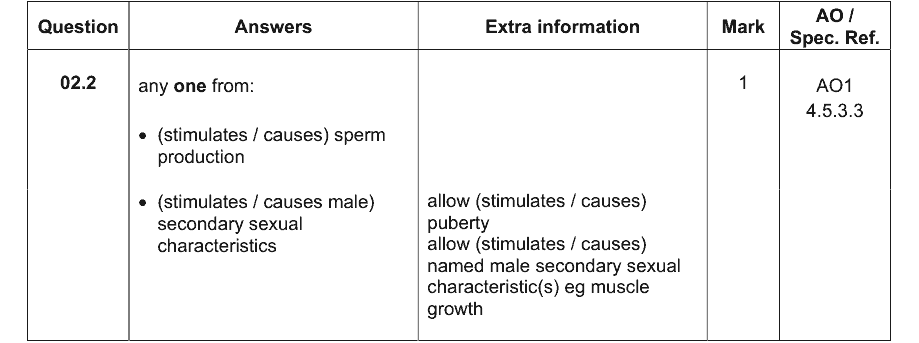 Question Answers Extra information Mark AO /
Spec. Ref.
02.2 any one from: 1 AO1
4.5.3.3
• (stimulates / causes) sperm
production
• (stimulates / causes male)
secondary sexual
characteristics
allow (stimulates / causes)
puberty
allow (stimulates / causes)
named male secondary sexual
characteristic(s) eg muscle
growth